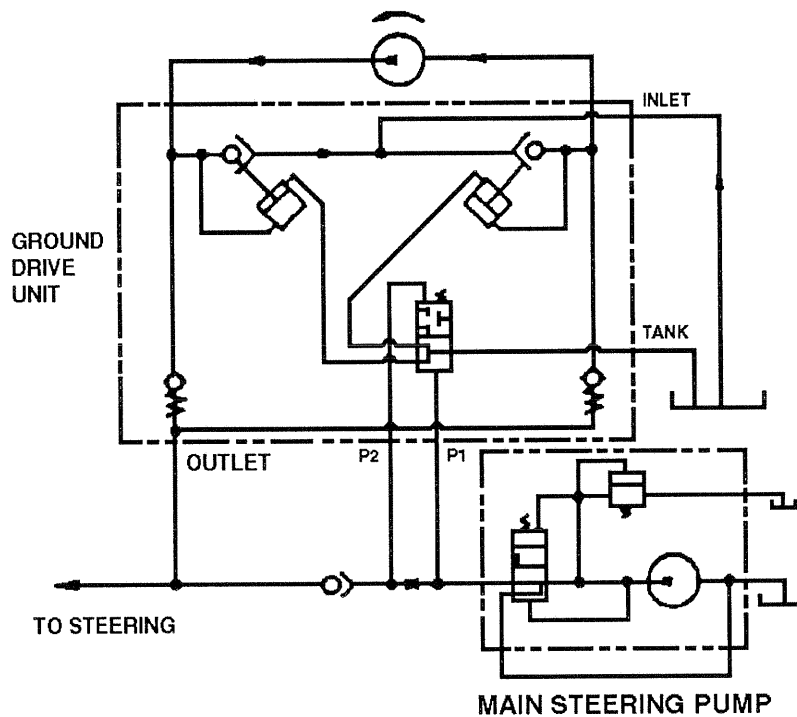 INLET
GROUND
DRIVE
UNIT
TANK
OUTLET
P2
P1
TO STEERING
MAIN STEERING PUMP